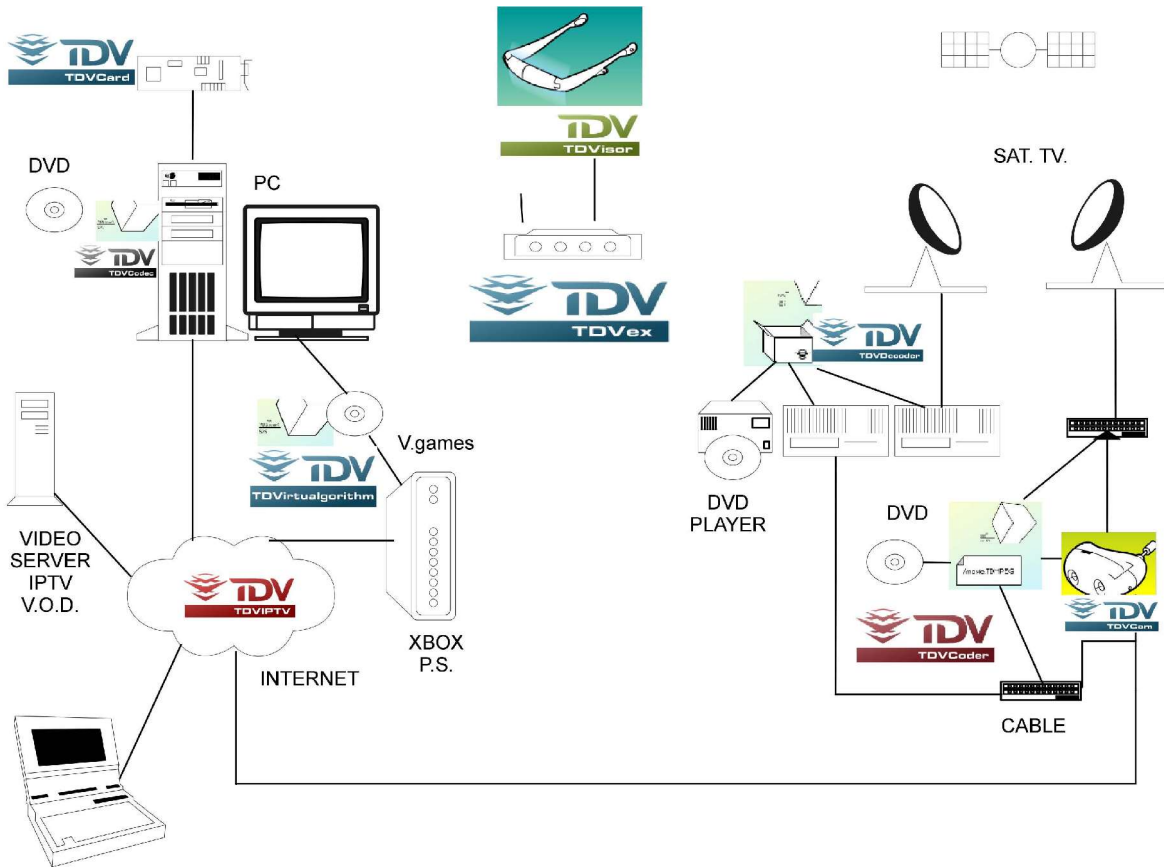 TDV
TDVCard
DVD
PC
TDV
TDVCodec
TDV
TDVisor
SAT. TV.
TDV
TDVex
TDV
TDVDecoder
V.games
TDV
TDVirtualgorithm
VIDEO
SERVER
IPTV
V.O.D.
TDV
TDVIPTV
XBOX
P.S.
INTERNET
DVD
PLAYER
DVD
TDV
TDVCoder
TDV
TDVCam
CABLE